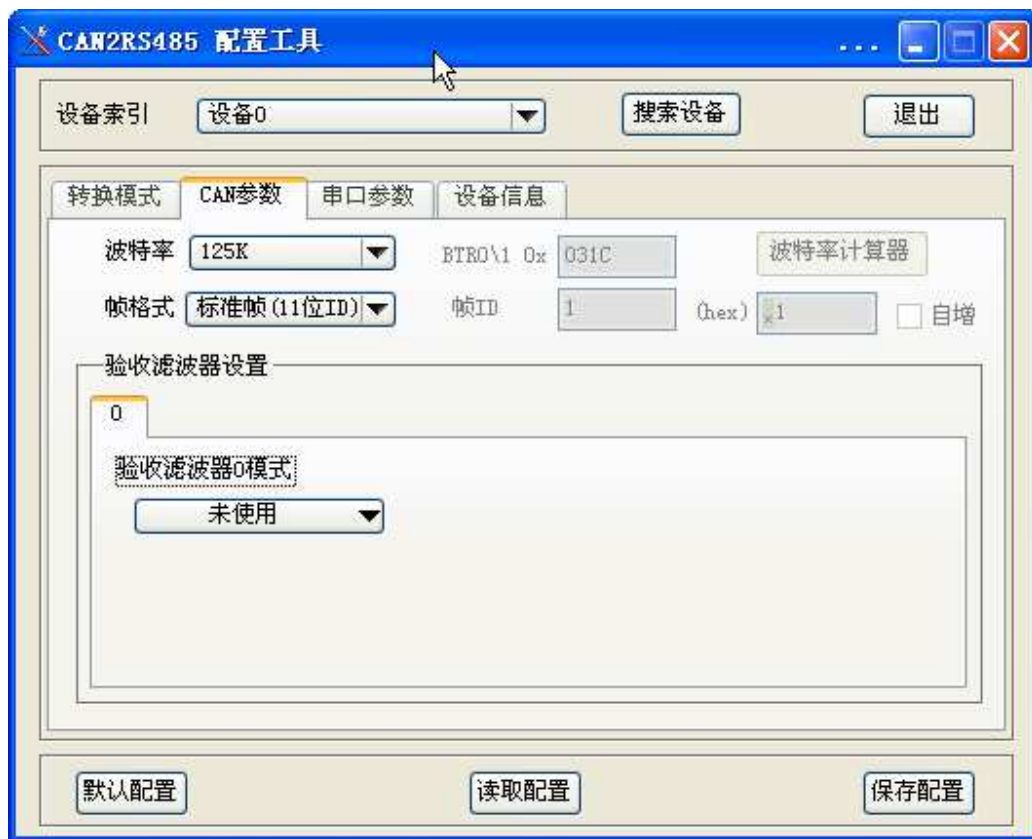 CAN2RS485 配置工具 ...
设备索引 设备0 搜索设备 退出
转换模式 CAN参数 串口参数 设备信息
波特率 125K BTR0\1 0x 031C 波特率计算器
帧格式 标准帧(11位ID) 帧ID 1 (hex) x1 自增
验收滤波器设置
0
验收滤波器0模式
未使用
默认配置 读取配置 保存配置